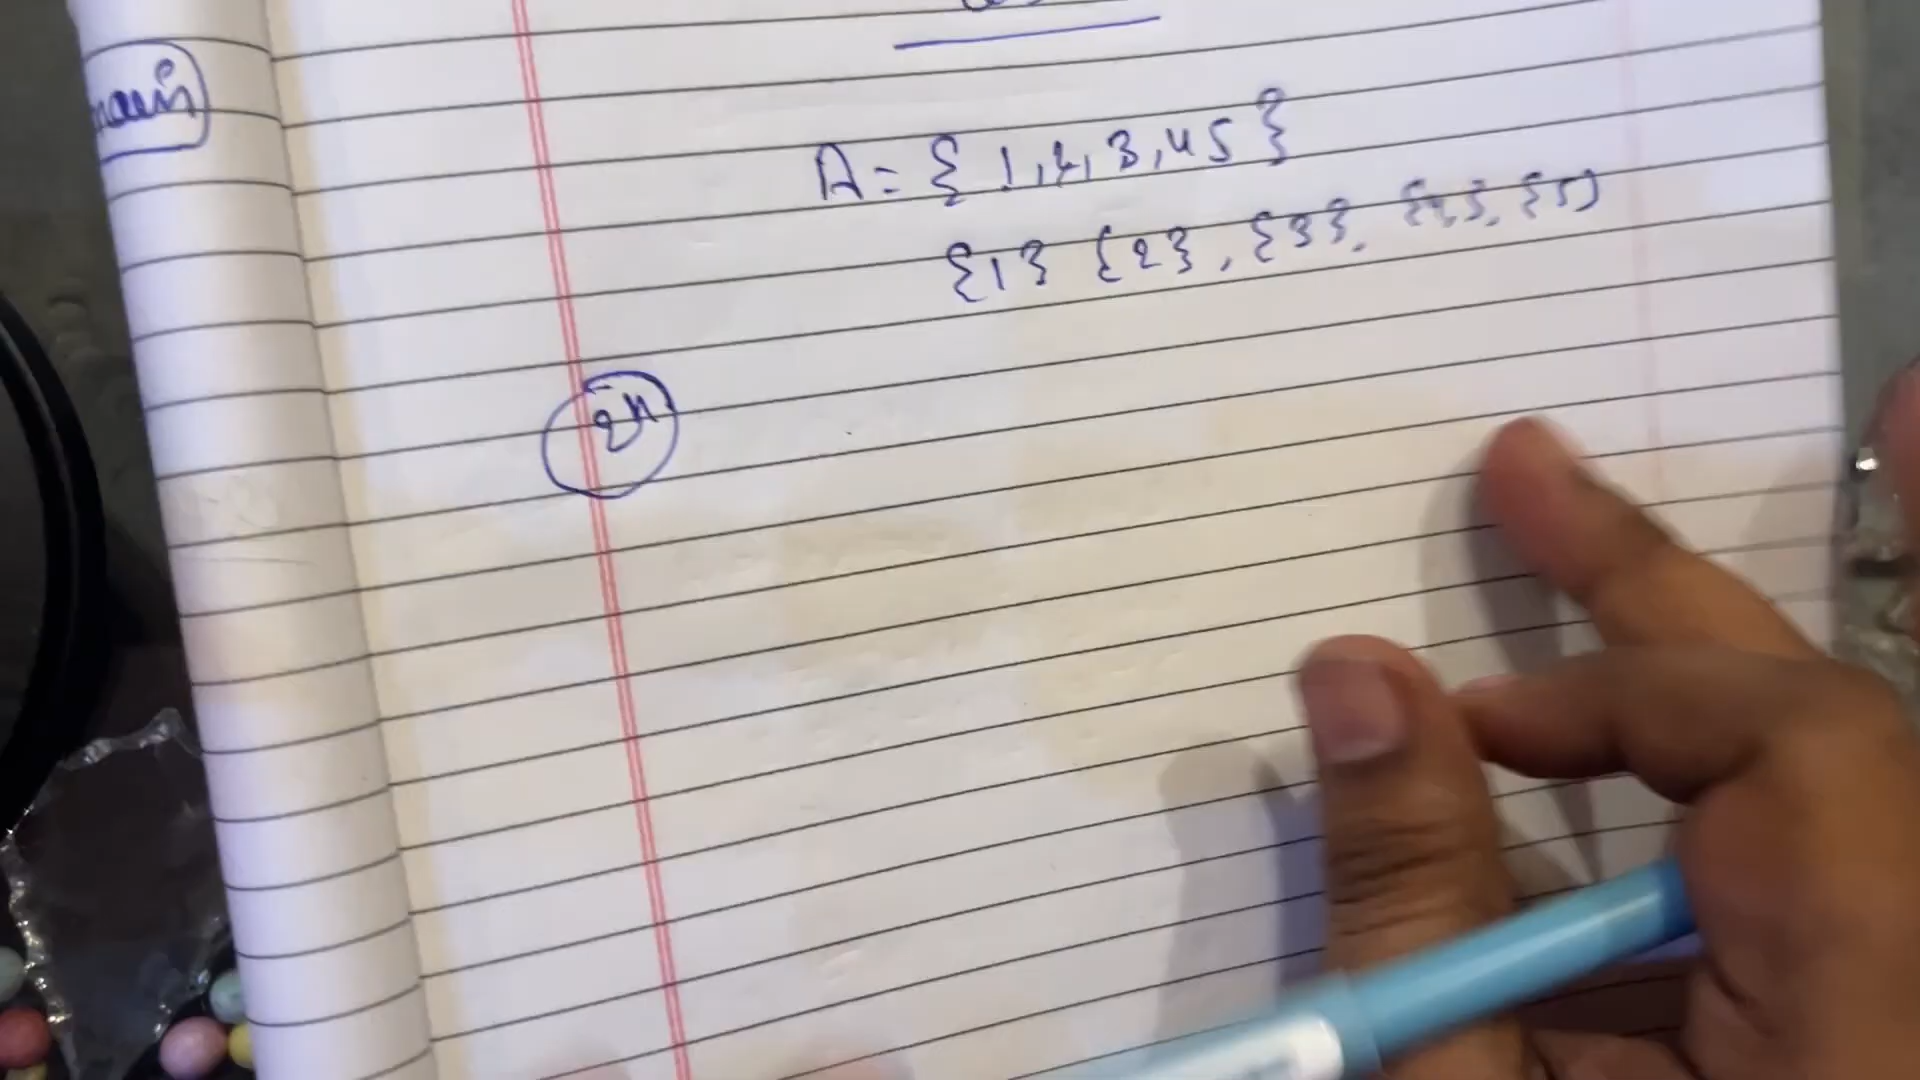 A = { 1, 2, 3, 4 5 }
{1} {2}, {3}, {4}, {5)
2ⁿ